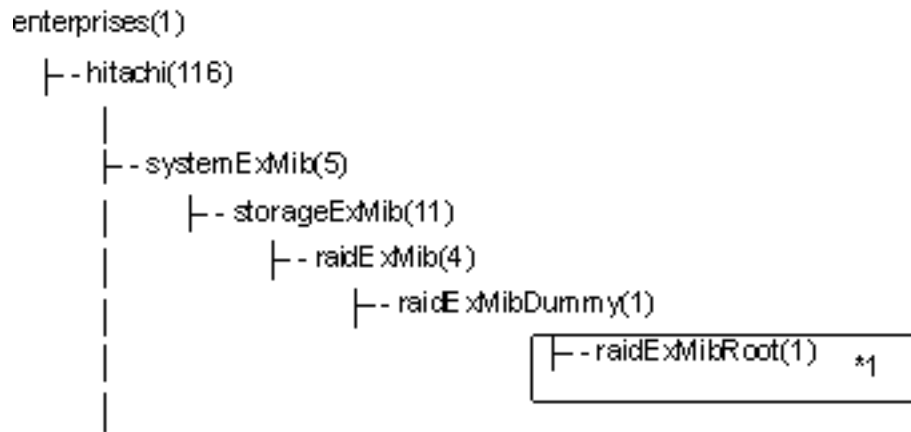 enterprises(1)
hitachi(116)
systemExMib(5)
storageExMib(11)
raidExMib(4)
raidExMibDummy(1)
raidExMibRoot(1) *1